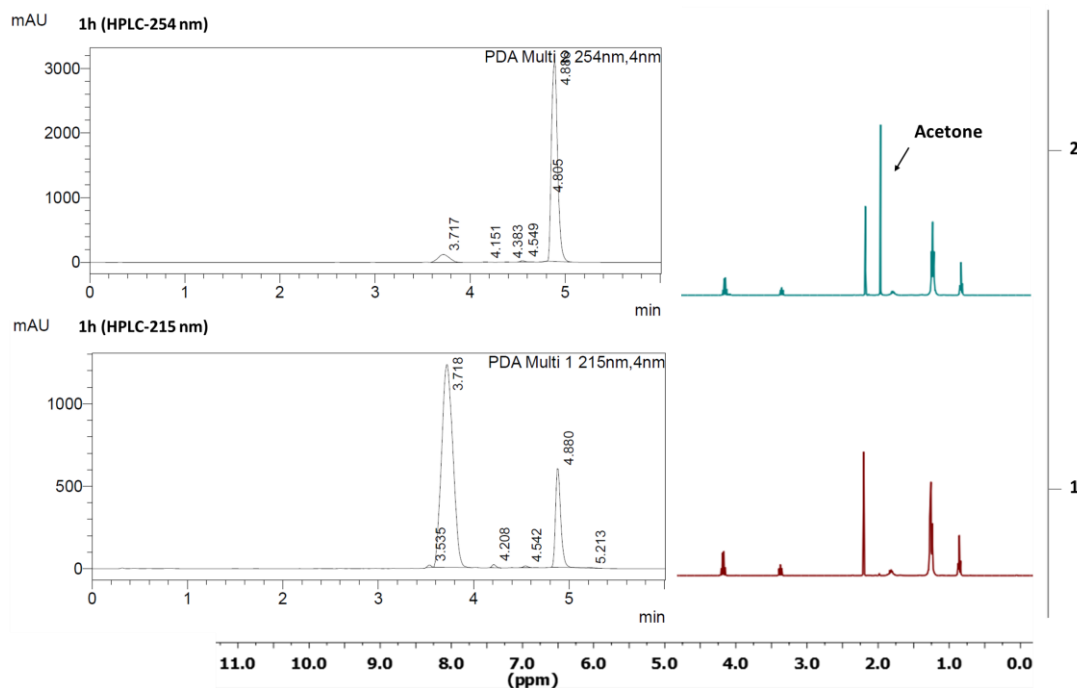 mAU 1h (HPLC-254 nm)
PDA Multi 2 254nm,4nm
3000
2000
1000
0
3.717
4.151
4.383
4.549
4.805
0 1 2 3 4 5
min
Acetone
2
mAU 1h (HPLC-215 nm)
PDA Multi 1 215nm,4nm
1000
500
0
3.535
3.718
4.208
4.542
4.880
5.213
0 1 2 3 4 5
min
1
11.0 10.0 9.0 8.0 7.0 6.0 5.0 4.0 3.0 2.0 1.0 0.0
(ppm)